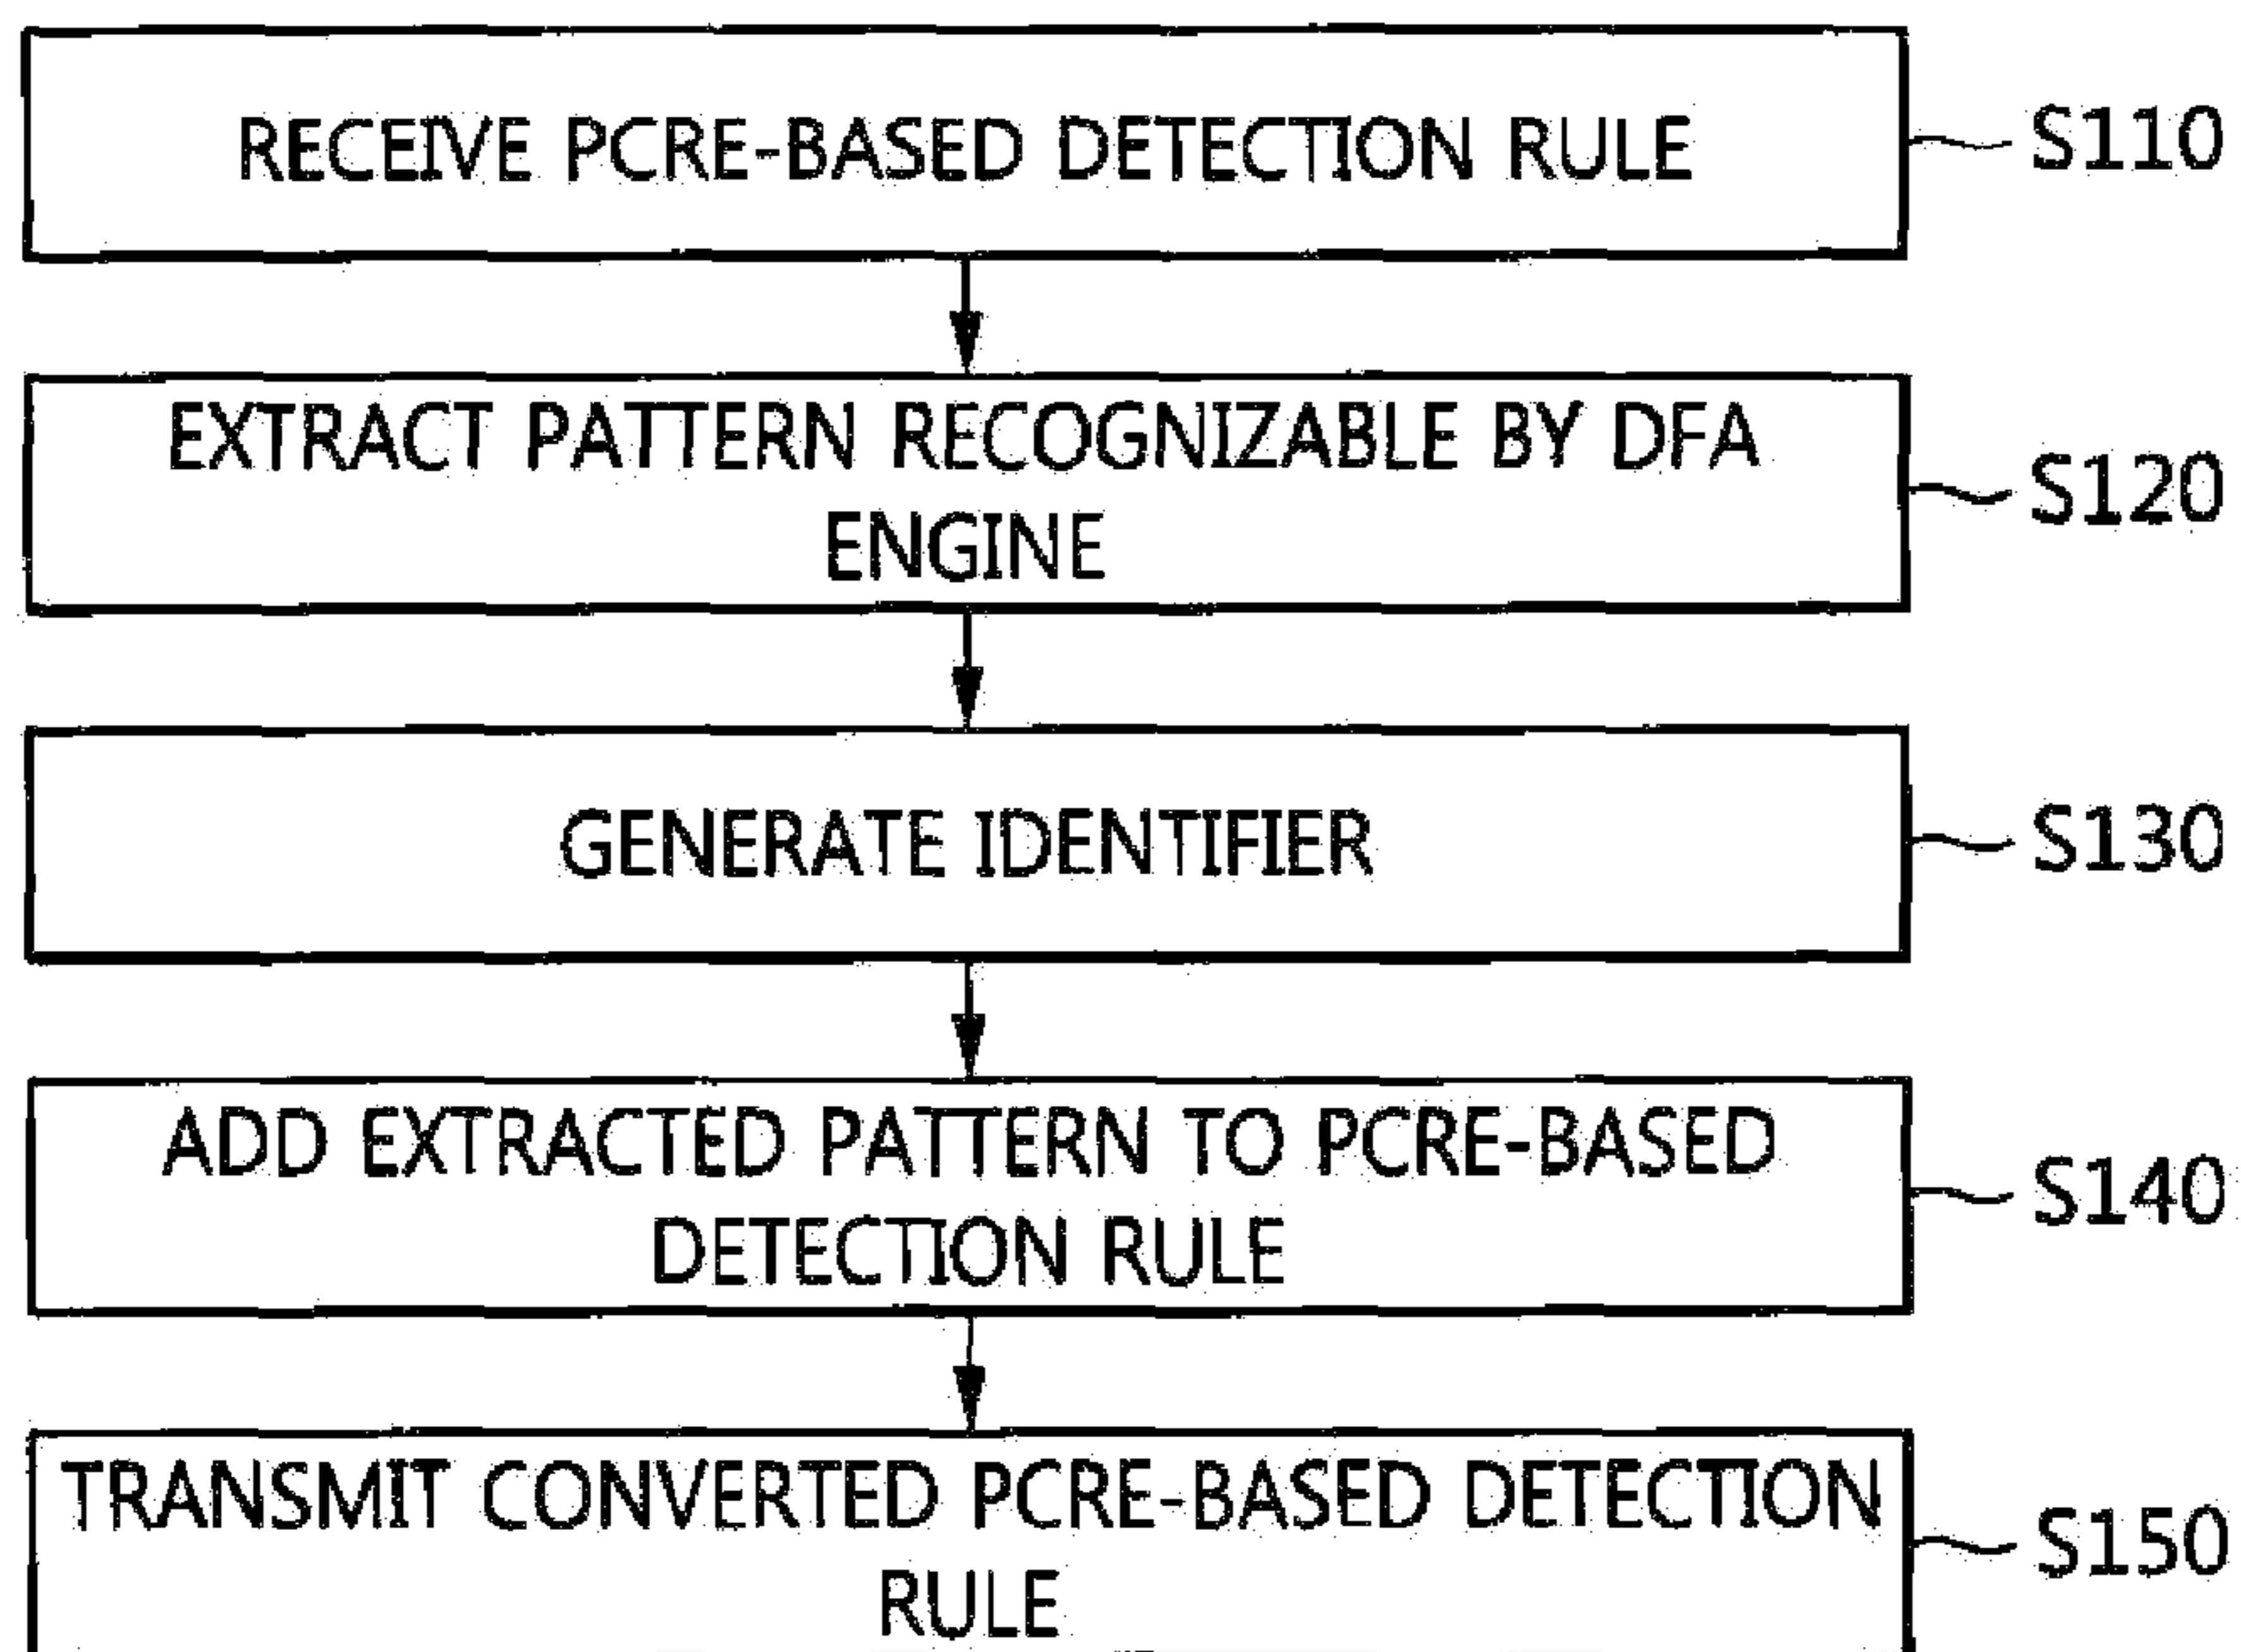 RECEIVE PCRE-BASED DETECTION RULE
S110
EXTRACT PATTERN RECOGNIZABLE BY DFA
ENGINE
S120
GENERATE IDENTIFIER
S130
ADD EXTRACTED PATTERN TO PCRE-BASED
DETECTION RULE
S140
TRANSMIT CONVERTED PCRE-BASED DETECTION
RULE
S150